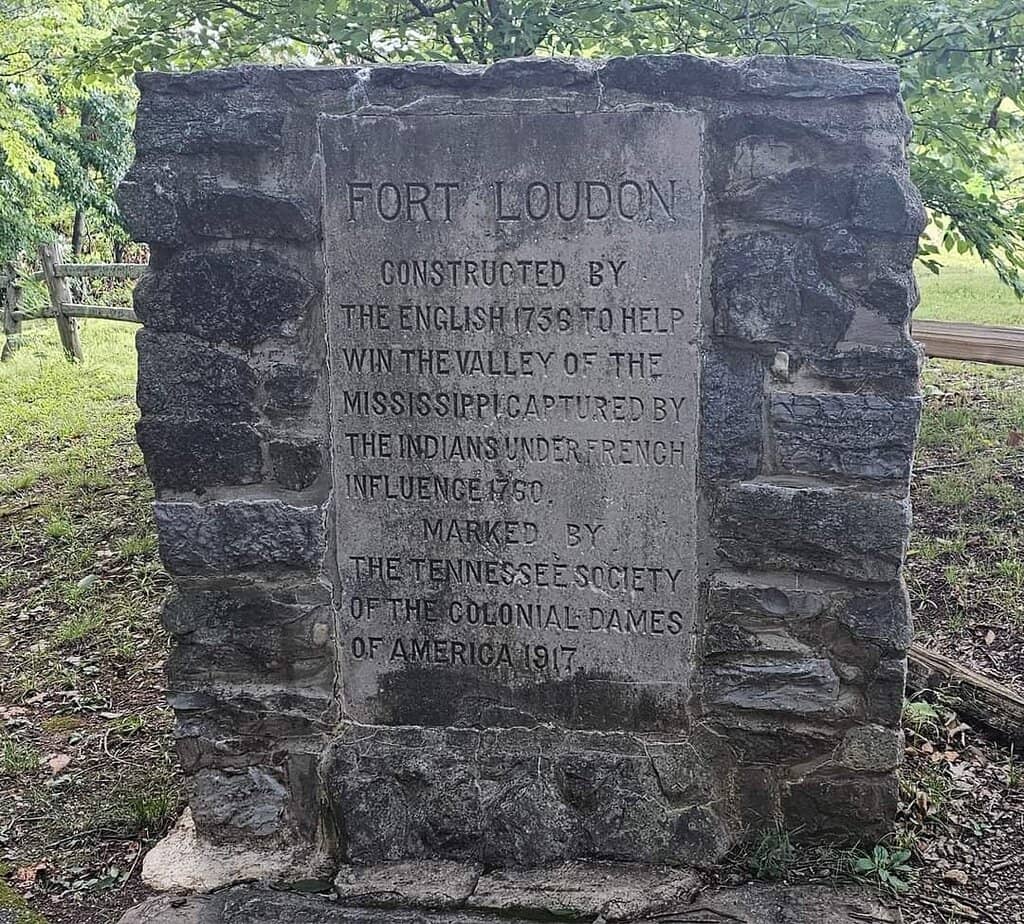 FORT LOUDON
CONSTRUCTED BY
THE ENGLISH 1756 TO HELP
WIN THE VALLEY OF THE
MISSISSIPPI CAPTURED BY
THE INDIANS UNDER FRENCH
INFLUENCE 1760.
MARKED BY
THE TENNESSEE SOCIETY
OF THE COLONIAL DAMES
OF AMERICA 1917.